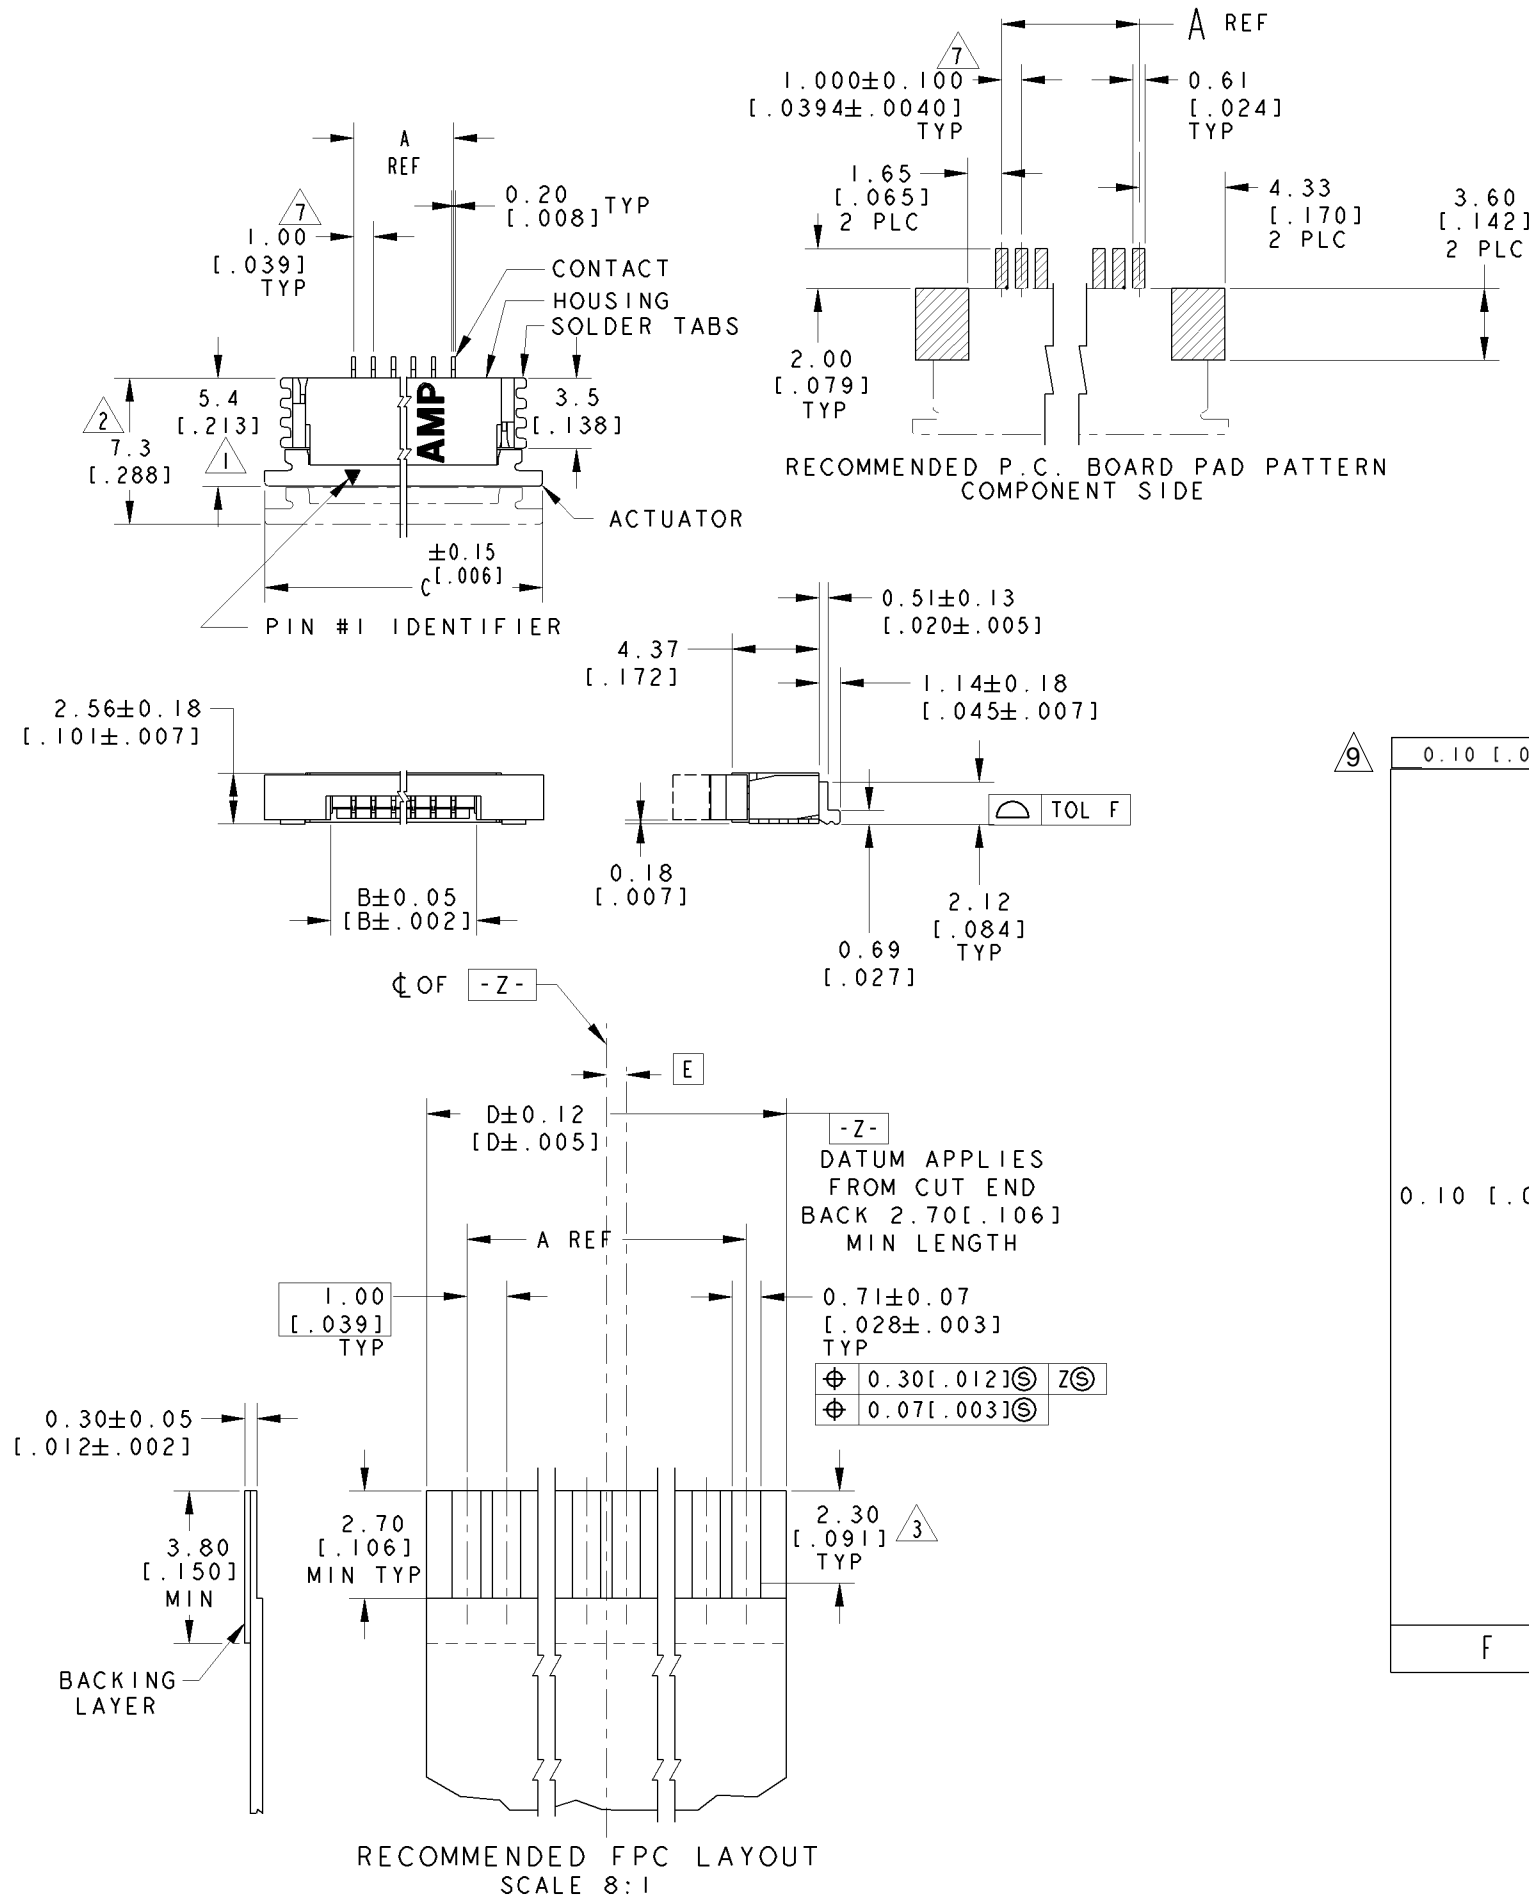 A
REF
7
1.00
[.039]
TYP
0.20
[.008]
TYP
CONTACT
HOUSING
SOLDER TABS
AMP
2
5.4
[.213]
7.3
[.288]
1
3.5
[.138]
ACTUATOR
±0.15
C [.006]
PIN #1 IDENTIFIER
A REF
7
1.000±0.100
[.0394±.0040]
TYP
0.61
[.024]
TYP
1.65
[.065]
2 PLC
4.33
[.170]
2 PLC
3.60
[.142]
2 PLC
2.00
[.079]
TYP
RECOMMENDED P.C. BOARD PAD PATTERN
COMPONENT SIDE
0.51±0.13
[.020±.005]
4.37
[.172]
1.14±0.18
[.045±.007]
2.56±0.18
[.101±.007]
TOL F
B±0.05
[B±.002]
0.18
[.007]
2.12
[.084]
TYP
0.69
[.027]
9
0.10 [.0
0.10 [.0
F
℄ OF -Z-
E
D±0.12
[D±.005]
-Z-
DATUM APPLIES
FROM CUT END
BACK 2.70[.106]
MIN LENGTH
A REF
1.00
[.039]
TYP
0.71±0.07
[.028±.003]
TYP
⌖ 0.30[.012]Ⓢ ZⓈ
⌖ 0.07[.003]Ⓢ
0.30±0.05
[.012±.002]
3.80
[.150]
MIN
2.70
[.106]
MIN TYP
2.30
[.091]
TYP
3
BACKING
LAYER
RECOMMENDED FPC LAYOUT
SCALE 8:1